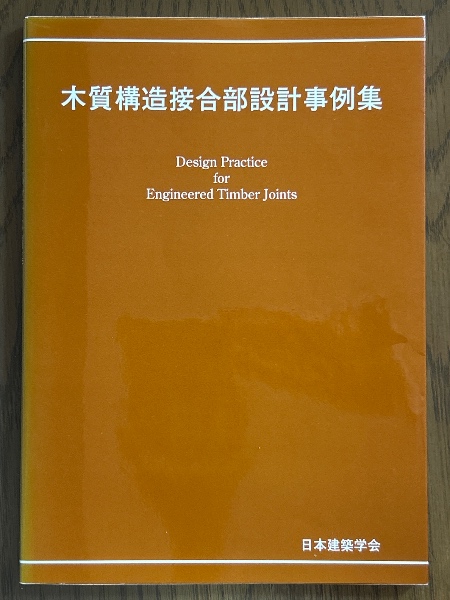 木質構造接合部設計事例集
Design Practice
for
Engineered Timber Joints
日本建築学会